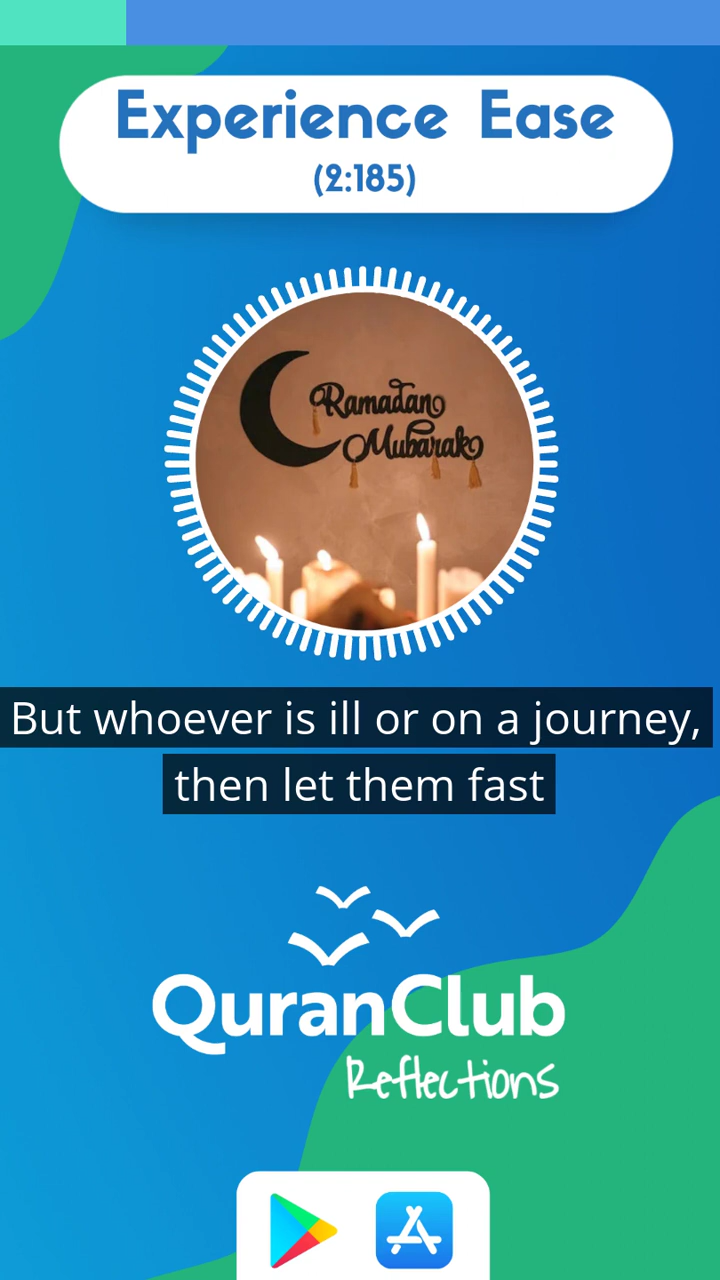 Experience Ease
(2:185)
Ramadan
Mubarak
But whoever is ill or on a journey,
then let them fast
QuranClub
Reflections